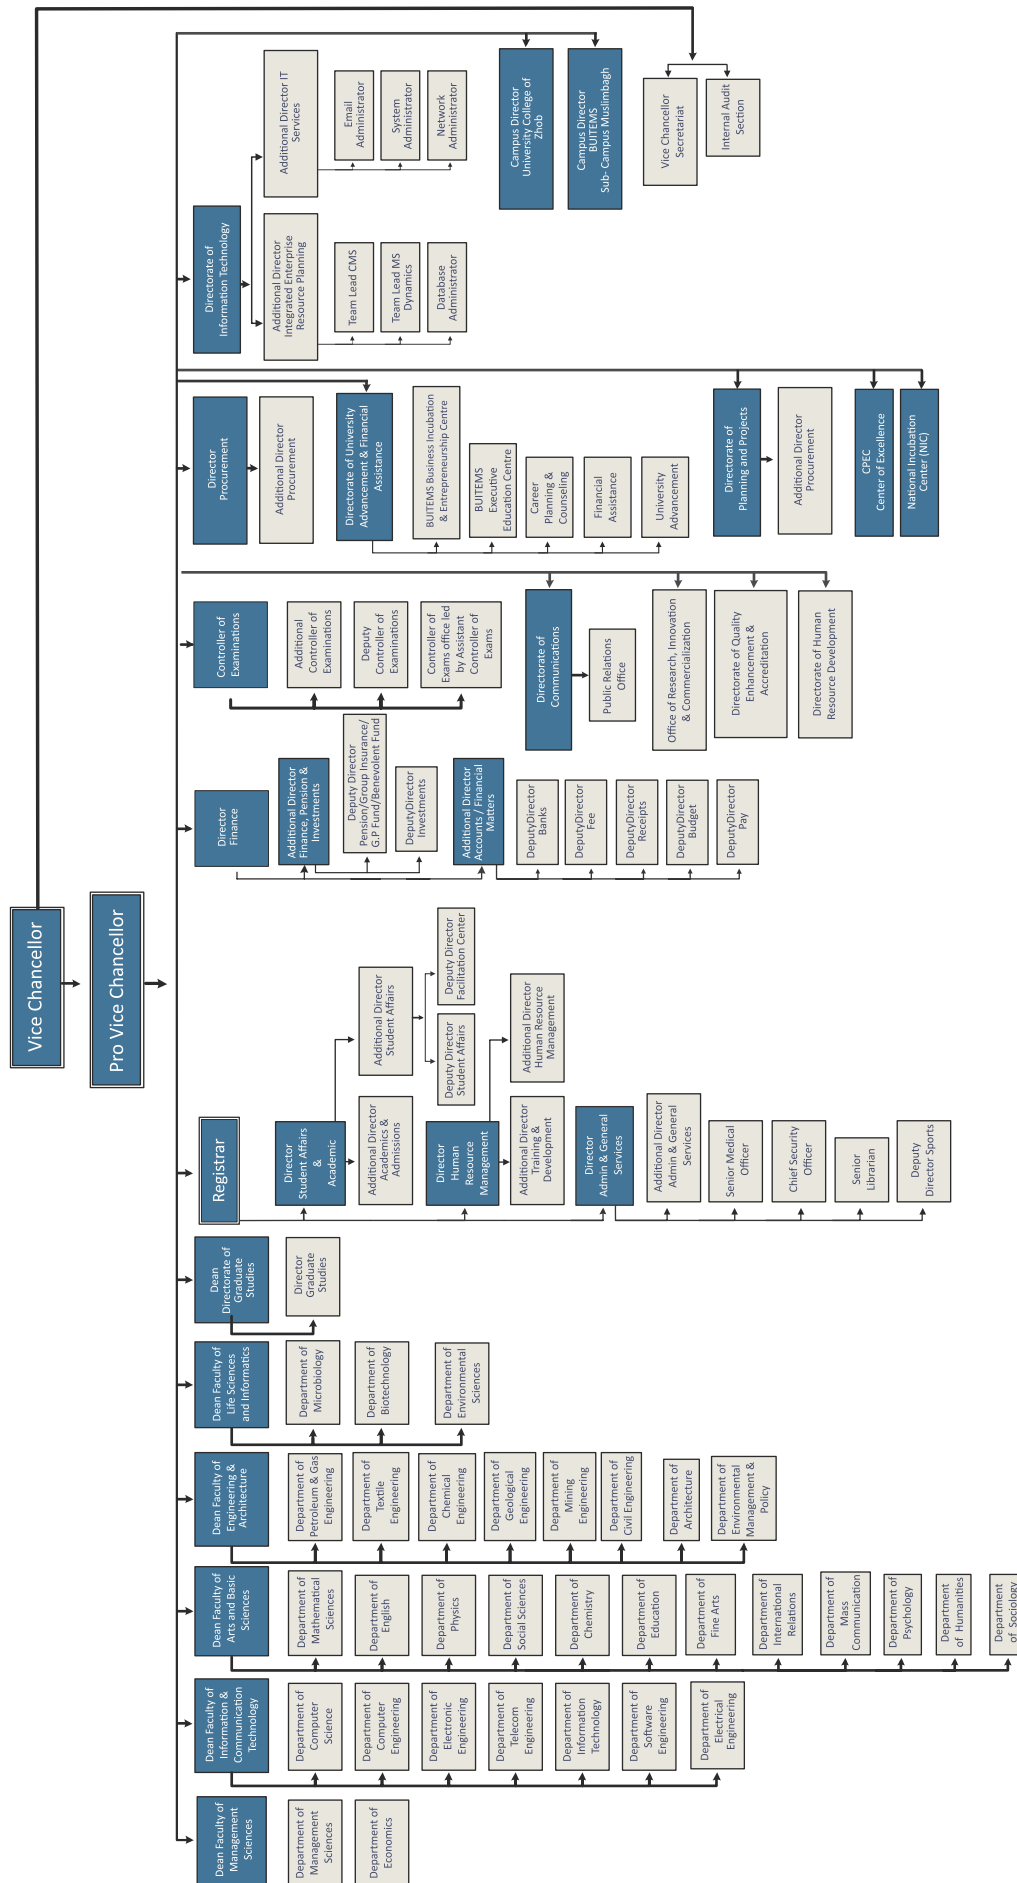 Vice Chancellor
Pro Vice Chancellor
Dean Faculty of
Management
Sciences
Department of
Management
Sciences
Department of
Economics
Dean Faculty of
Information &
Communication
Technology
Department of
Computer
Science
Department of
Computer
Engineering
Department of
Electronic
Engineering
Department of
Telecom
Engineering
Department of
Information
Technology
Department of
Software
Engineering
Department of
Electrical
Engineering
Dean Faculty of
Arts and Basic
Sciences
Department of
Mathematical
Sciences
Department of
English
Department of
Physics
Department of
Social Sciences
Department of
Chemistry
Department of
Education
Department of
Fine Arts
Department of
International
Relations
Department of
Mass
Communication
Department of
Psychology
Department
of Humanities
Department
of Sociology
Dean Faculty of
Engineering &
Architecture
Department of
Petroleum & Gas
Engineering
Department of
Textile
Engineering
Department of
Chemical
Engineering
Department of
Geological
Engineering
Department of
Mining
Engineering
Department of
Civil Engineering
Department of
Architecture
Department of
Environmental
Management &
Policy
Dean Faculty of
Life Sciences
and Informatics
Department of
Microbiology
Department of
Biotechnology
Department of
Environmental
Sciences
Dean
Directorate of
Graduate
Studies
Director
Graduate
Studies
Registrar
Director
Student Affairs
&
Academic
Additional Director
Academics &
Admissions
Additional Director
Student Affairs
Deputy Director
Student Affairs
Deputy Director
Facilitation Center
Director
Human
Resource
Management
Additional Director
Training &
Development
Additional Director
Human Resource
Management
Director
Admin & General
Services
Additional Director
Admin & General
Services
Senior Medical
Officer
Chief Security
Officer
Senior
Librarian
Deputy
Director Sports
Director
Finance
Additional Director
Finance, Pension &
Investments
Deputy Director
Pension/Group Insurance/
G.P Fund/Benevolent Fund
DeputyDirector
Investments
Additional Director
Accounts / Financial
Matters
DeputyDirector
Banks
DeputyDirector
Fee
DeputyDirector
Receipts
DeputyDirector
Budget
DeputyDirector
Pay
Controller of
Examinations
Additional
Controller of
Examinations
Deputy
Controller of
Examinations
Controller of
Exams office led
by Assistant
Controller of
Exams
Directorate of
Communications
Public Relations
Office
Office of Research, Innovation
& Commercialization
Directorate of Quality
Enhancement &
Accreditation
Directorate of Human
Resource Development
Director
Procurement
Additional Director
Procurement
Directorate of University
Advancement & Financial
Assistance
BUITEMS Business Incubation
& Entrepreneurship Centre
BUITEMS
Executive
Education Centre
Career
Planning &
Counseling
Financial
Assistance
University
Advancement
Directorate of
Planning and Projects
Additional Director
Procurement
CPEC
Center of Excellence
National Incubation
Center (NIC)
Directorate of
Information Technology
Additional Director
Integrated Enterprise
Resource Planning
Team Lead CMS
Team Lead MS
Dynamics
Database
Administrator
Additional Director IT
Services
Email
Administrator
System
Administrator
Network
Administrator
Campus Director
University College of
Zhob
Campus Director
BUITEMS
Sub- Campus Muslimbagh
Vice Chancellor
Secretariat
Internal Audit
Section